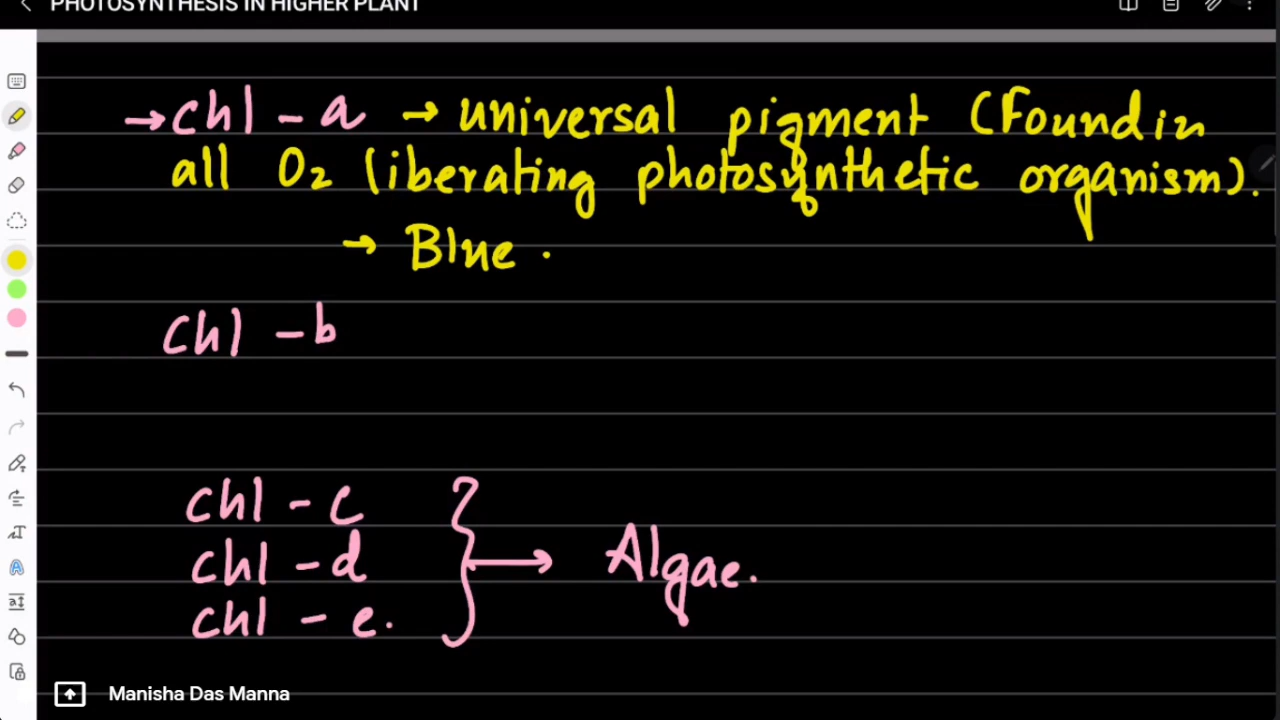 PHOTOSYNTHESIS IN HIGHER PLANT
→ chl - a → universal pigment (Found in
all O2 liberating photosynthetic organism).
→ Blue.
chl - b
chl - c
chl - d → Algae.
chl - e.
Manisha Das Manna